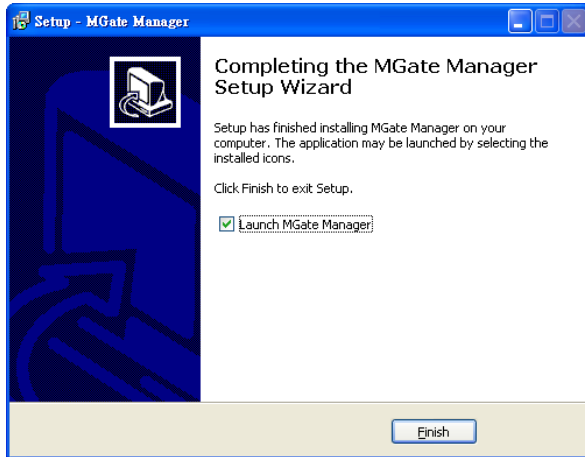 Setup - MGate Manager
Completing the MGate Manager
Setup Wizard
Setup has finished installing MGate Manager on your
computer. The application may be launched by selecting the
installed icons.
Click Finish to exit Setup.
Launch MGate Manager
Finish